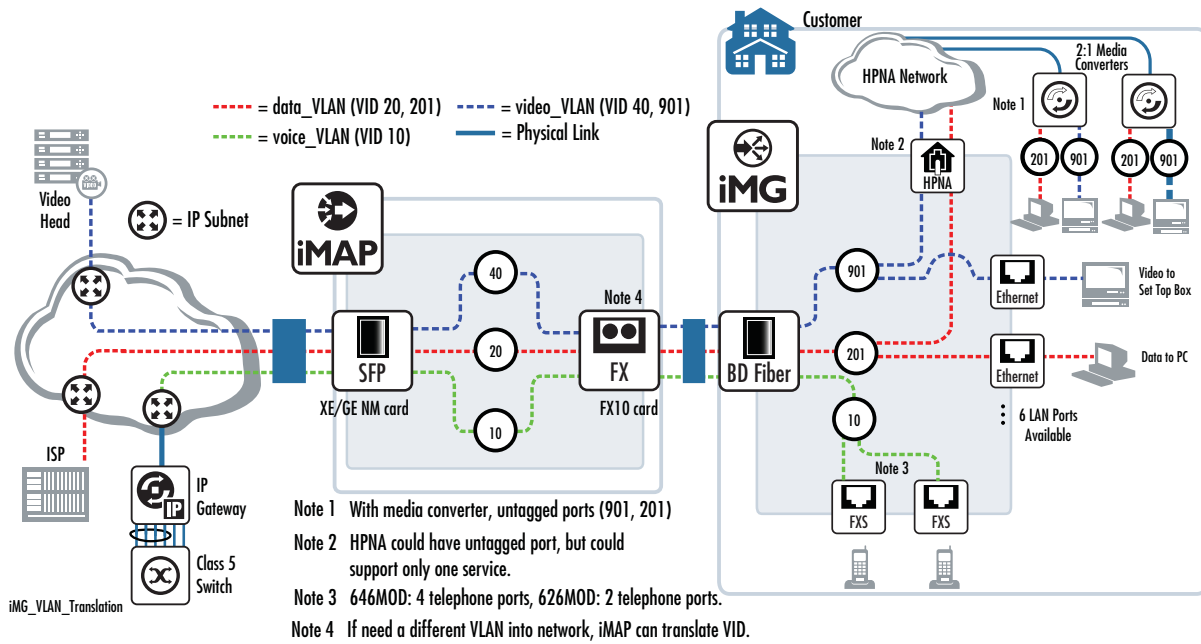 Customer
HPNA Network
2:1 Media
Converters
Note 1
= data_VLAN (VID 20, 201)
= video_VLAN (VID 40, 901)
= voice_VLAN (VID 10)
= Physical Link
Note 2
HPNA
201
901
201
901
iMG
iMAP
Video
Head
= IP Subnet
40
Note 4
901
Ethernet
Video to
Set Top Box
SFP
20
FX
BD Fiber
201
Ethernet
Data to PC
XE/GE NM card
10
FX10 card
10
6 LAN Ports
Available
ISP
IP
IP
Gateway
Note 3
FXS
FXS
Class 5
Switch
iMG_VLAN_Translation
Note 1 With media converter, untagged ports (901, 201)
Note 2 HPNA could have untagged port, but could
support only one service.
Note 3 646MOD: 4 telephone ports, 626MOD: 2 telephone ports.
Note 4 If need a different VLAN into network, iMAP can translate VID.